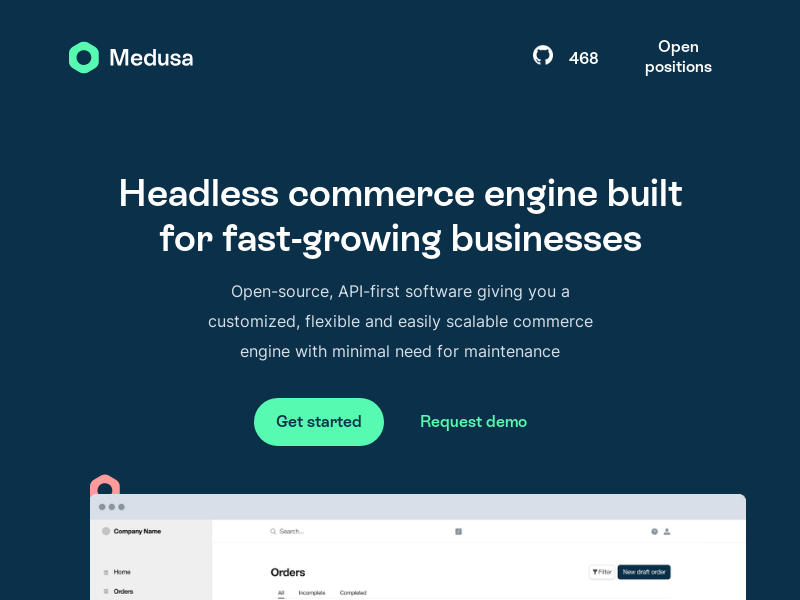 Medusa
468
Open
positions
Headless commerce engine built
for fast-growing businesses
Open-source, API-first software giving you a
customized, flexible and easily scalable commerce
engine with minimal need for maintenance
Get started
Request demo
Company Name
Search...
Home
Orders
Filter
New draft order
Orders
All
Incomplete
Completed